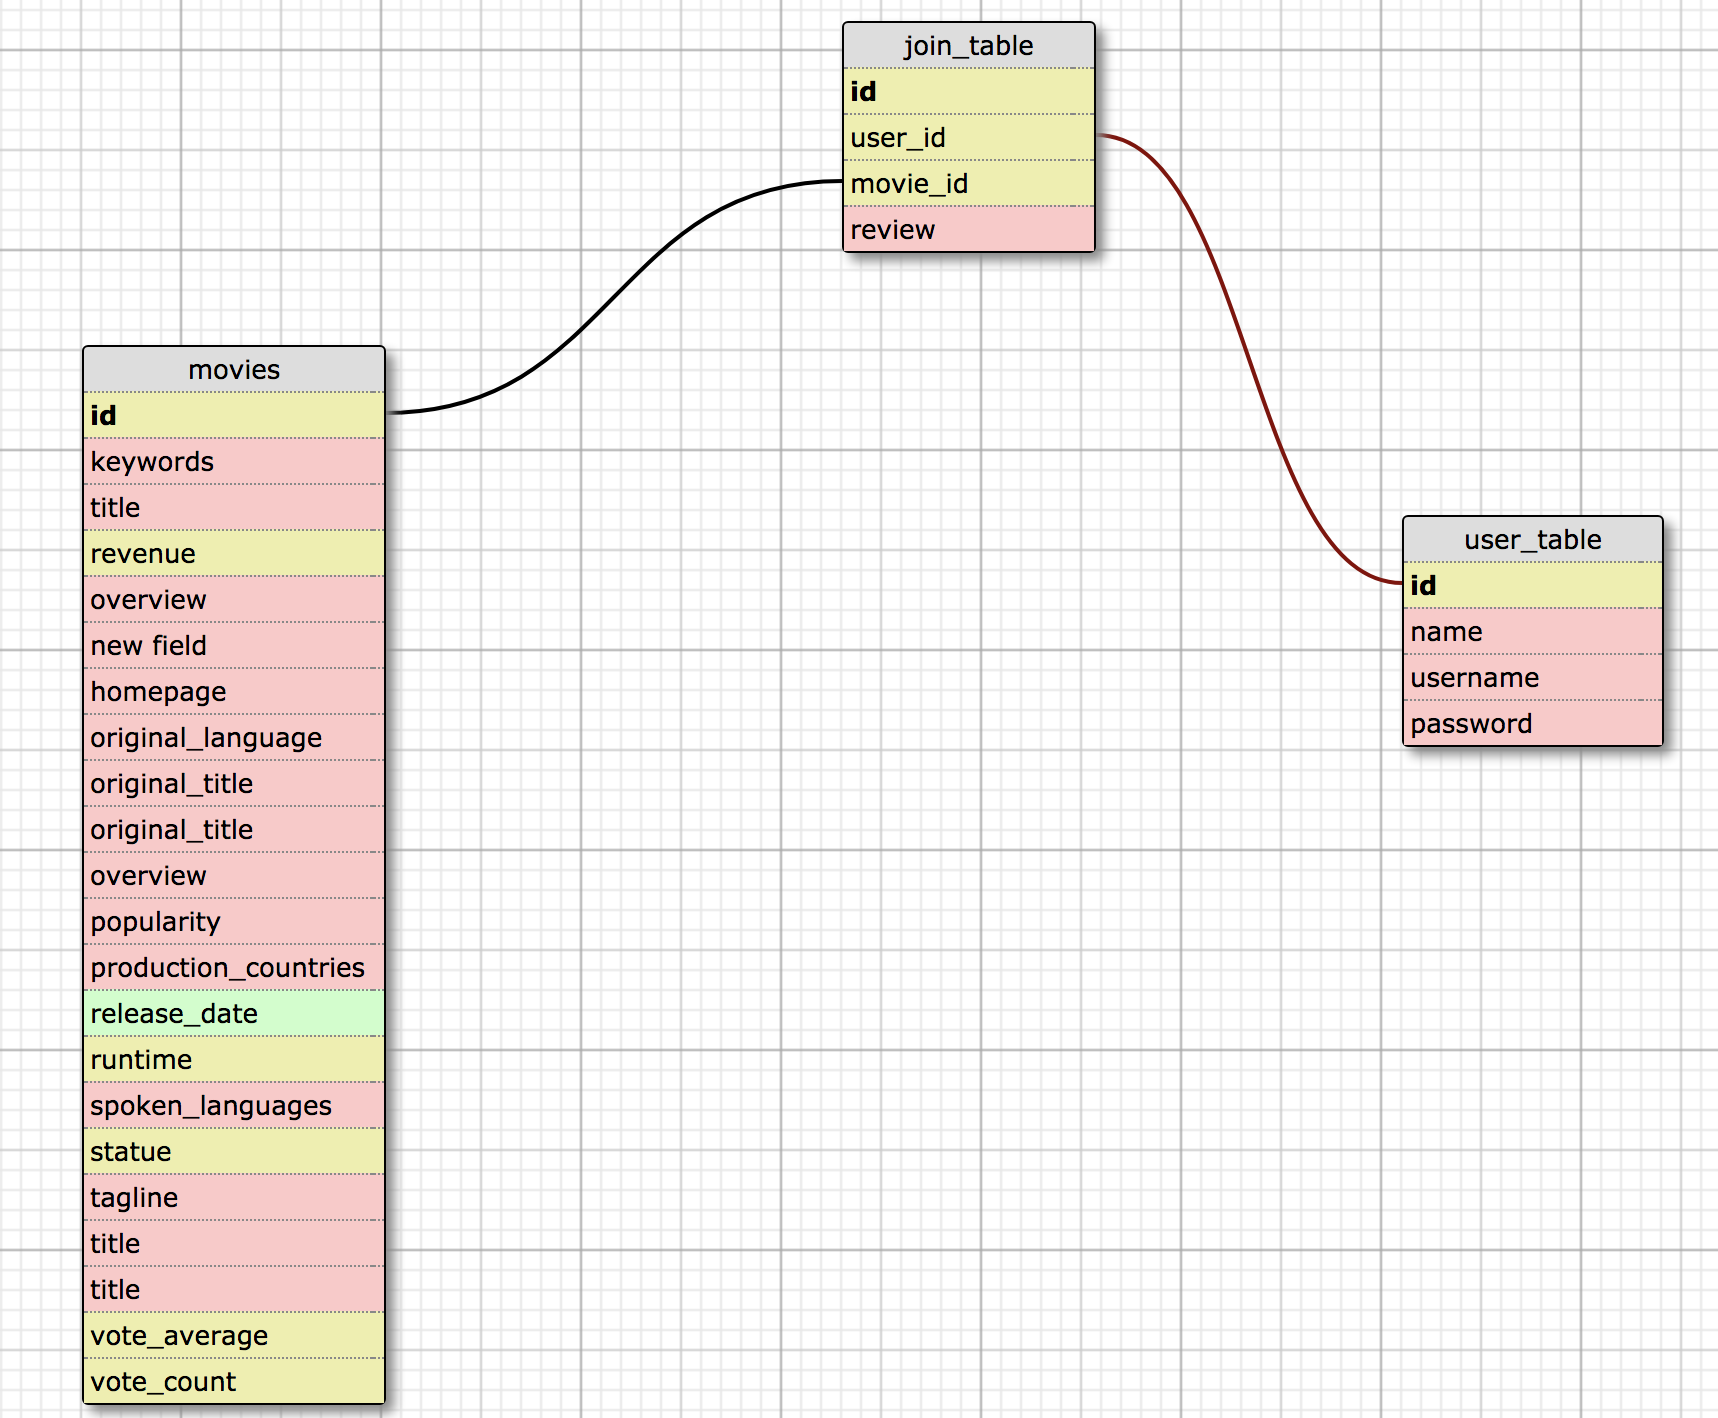 join_table
id
user_id
movie_id
review
movies
id
keywords
title
revenue
overview
new field
homepage
original_language
original_title
original_title
overview
popularity
production_countries
release_date
runtime
spoken_languages
statue
tagline
title
title
vote_average
vote_count
user_table
id
name
username
password